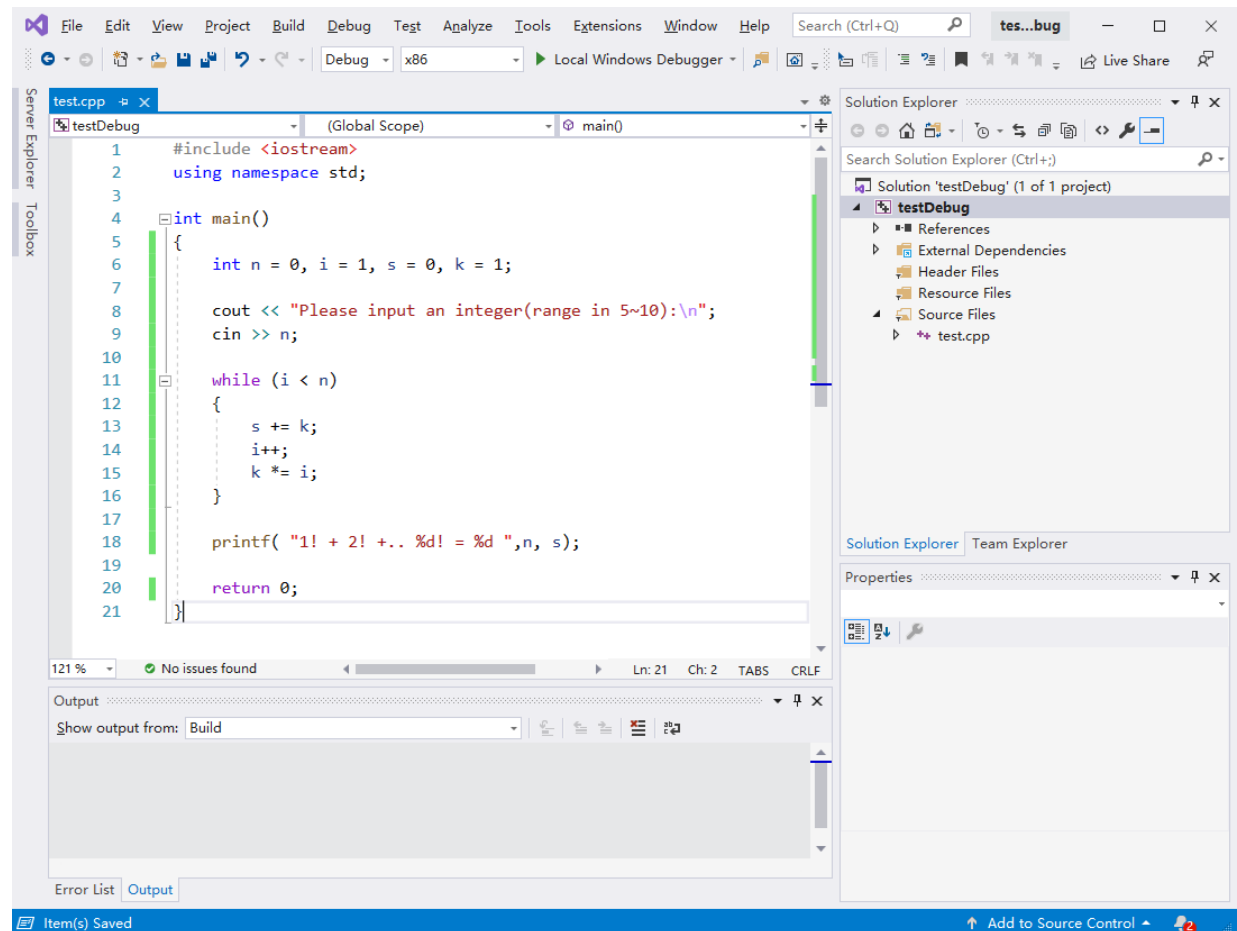 File Edit View Project Build Debug Test Analyze Tools Extensions Window Help Search (Ctrl+Q) tes...bug
Debug x86 Local Windows Debugger Live Share
Server Explorer
Toolbox
test.cpp
testDebug (Global Scope) main()
1 #include <iostream>
2 using namespace std;
3
4 int main()
5 {
6 int n = 0, i = 1, s = 0, k = 1;
7
8 cout << "Please input an integer(range in 5~10):\n";
9 cin >> n;
10
11 while (i < n)
12 {
13 s += k;
14 i++;
15 k *= i;
16 }
17
18 printf( "1! + 2! +.. %d! = %d ",n, s);
19
20 return 0;
21 }
121 % No issues found Ln: 21 Ch: 2 TABS CRLF
Output
Show output from: Build
Error List Output
Solution Explorer
Search Solution Explorer (Ctrl+;)
Solution 'testDebug' (1 of 1 project)
testDebug
References
External Dependencies
Header Files
Resource Files
Source Files
test.cpp
Solution Explorer Team Explorer
Properties
Item(s) Saved Add to Source Control 2